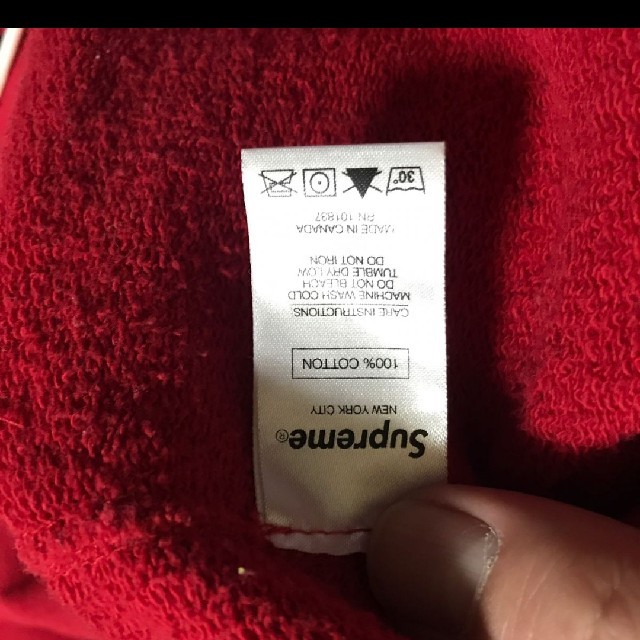 Supreme®
NEW YORK CITY
100% COTTON
CARE INSTRUCTIONS
MACHINE WASH COLD
DO NOT BLEACH
TUMBLE DRY LOW
DO NOT IRON
MADE IN CANADA
PIN 101837
30°